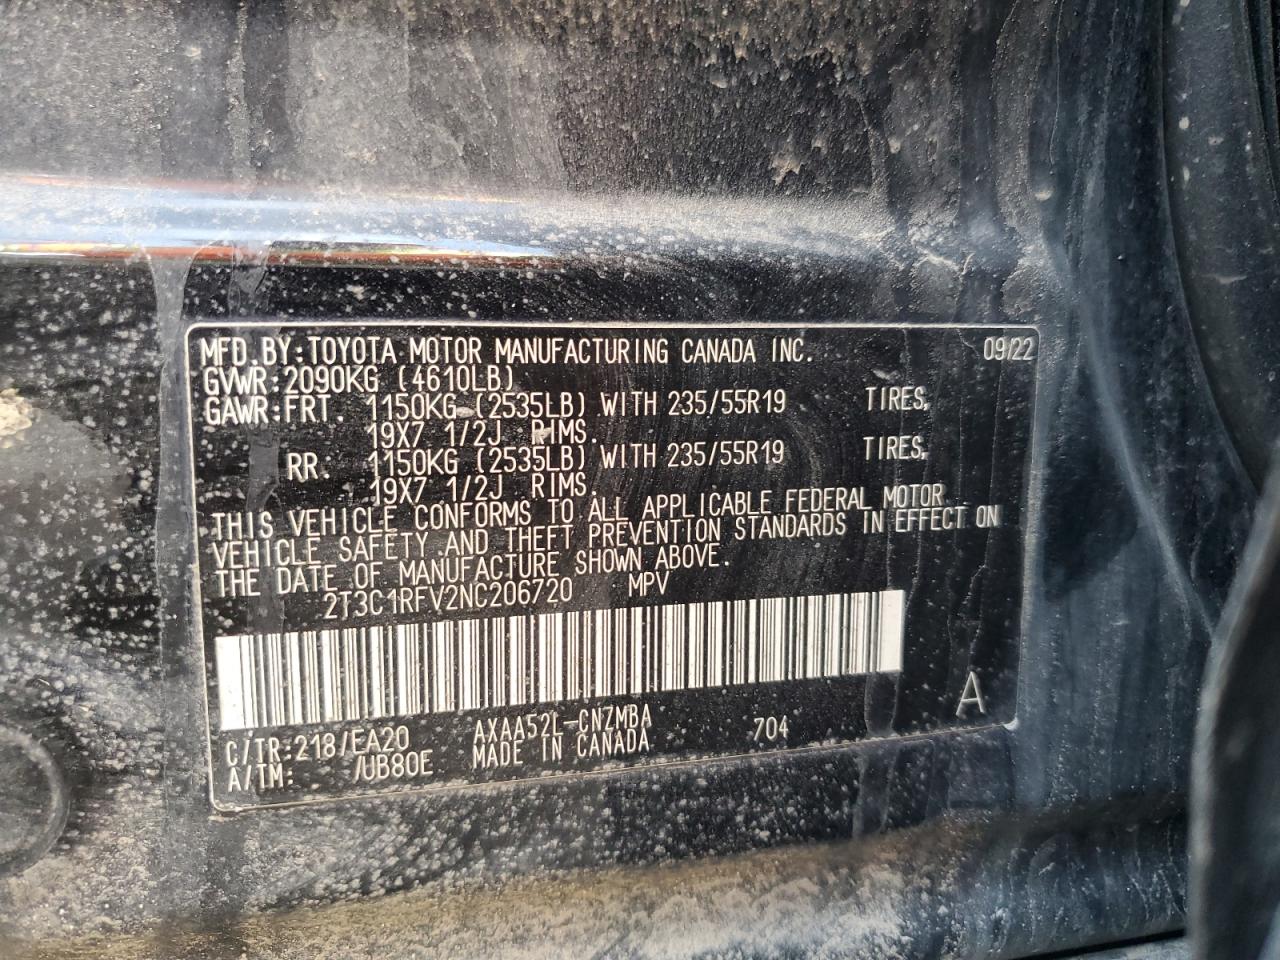 MFD.BY:TOYOTA MOTOR MANUFACTURING CANADA INC. 09/22
GVWR:2090KG (4610LB)
GAWR:FRT. 1150KG (2535LB) WITH 235/55R19 TIRES,
19X7 1/2J RIMS.
RR. 1150KG (2535LB) WITH 235/55R19 TIRES,
19X7 1/2J RIMS.
THIS VEHICLE CONFORMS TO ALL APPLICABLE FEDERAL MOTOR
VEHICLE SAFETY AND THEFT PREVENTION STANDARDS IN EFFECT ON
THE DATE OF MANUFACTURE SHOWN ABOVE.
2T3C1RFV2NC206720 MPV
A
C/TR:218/EA20 AXAA52L-CNZMBA 704
A/TM: /UB80E MADE IN CANADA